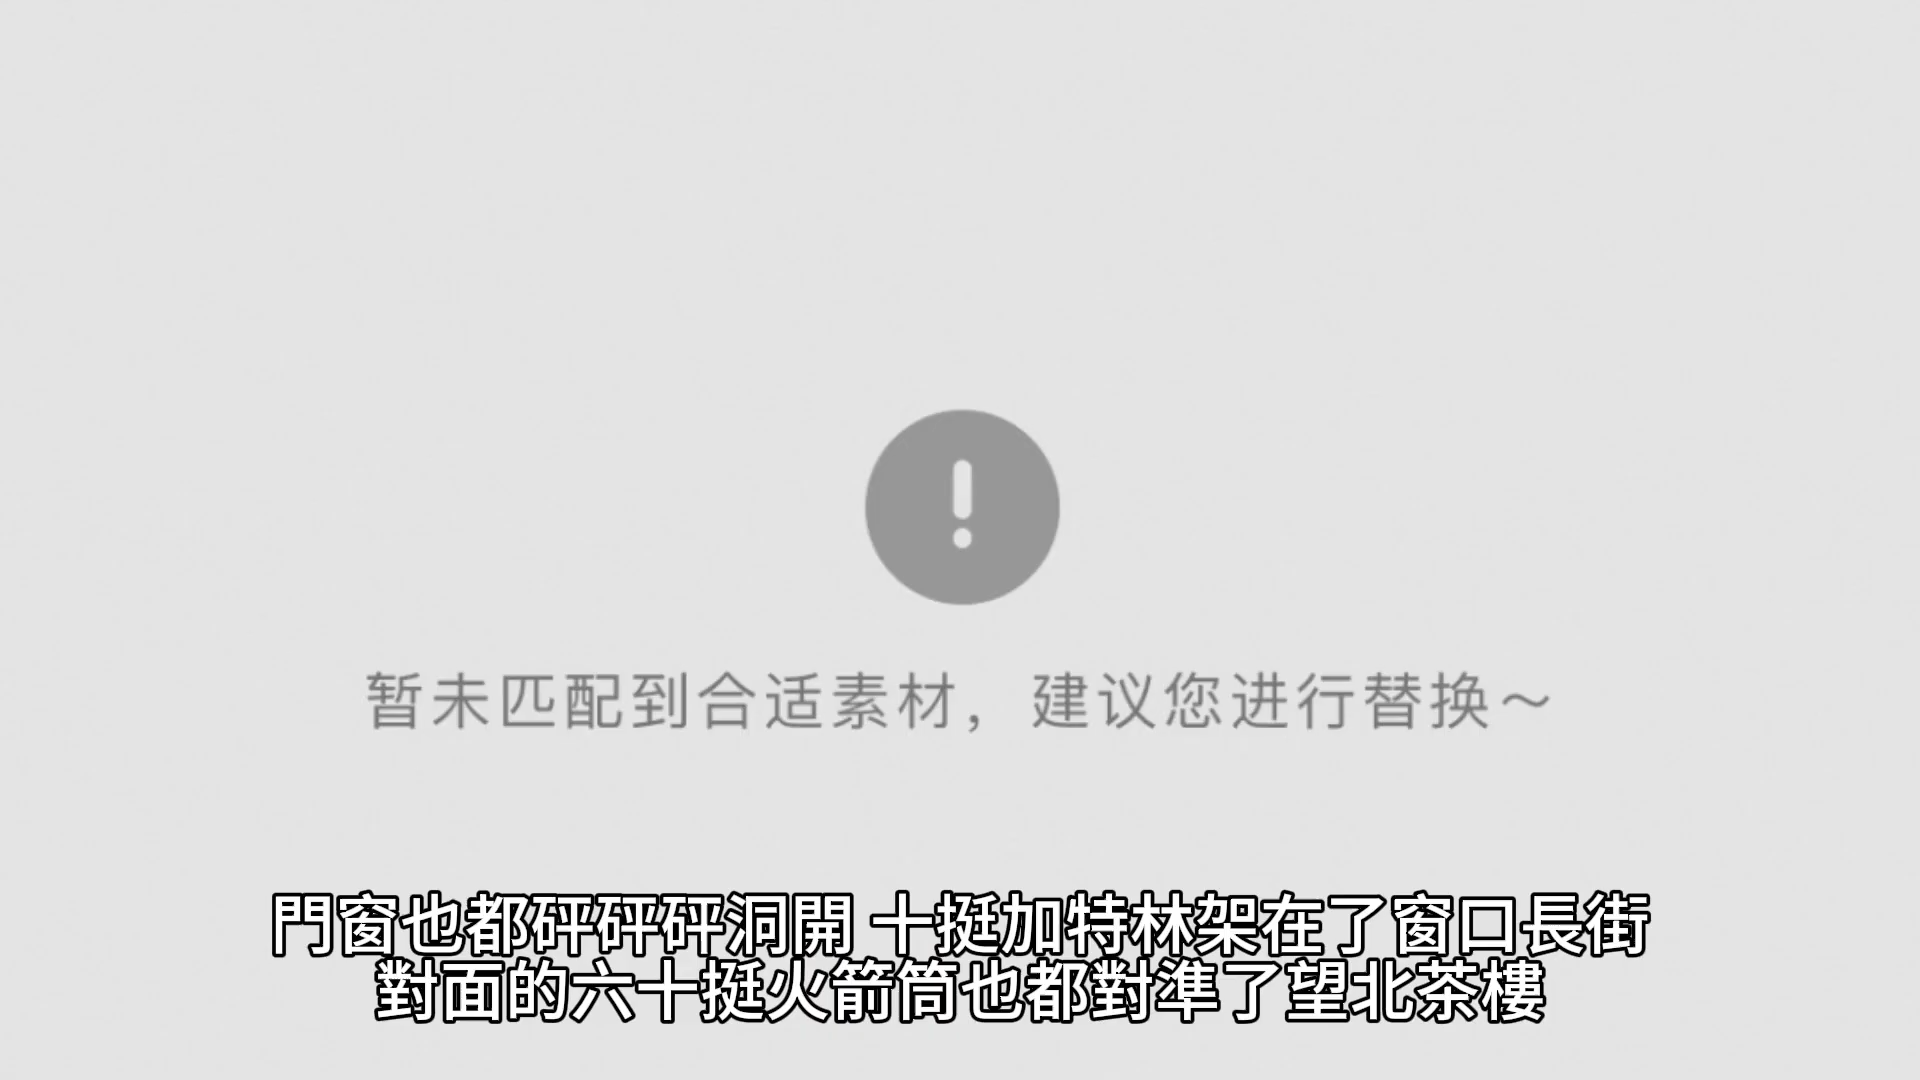 暂未匹配到合适素材，建议您进行替换～
門窗也都砰砰砰洞開 十挺加特林架在了窗口長街
對面的六十挺火箭筒也都對準了望北茶樓